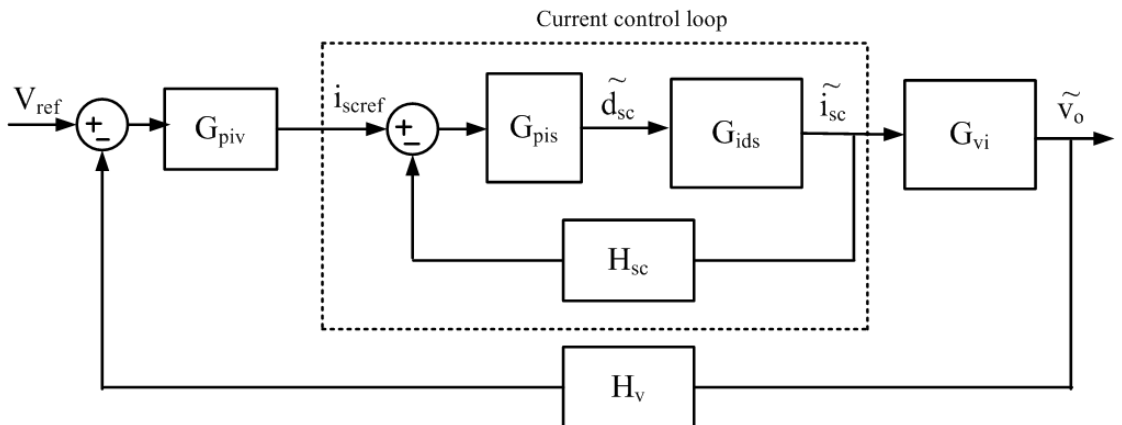 Current control loop
V_ref
+
-
G_piv
i_scref
+
-
G_pis
d̃_sc
G_ids
ĩ_sc
G_vi
ṽ_o
H_sc
H_v